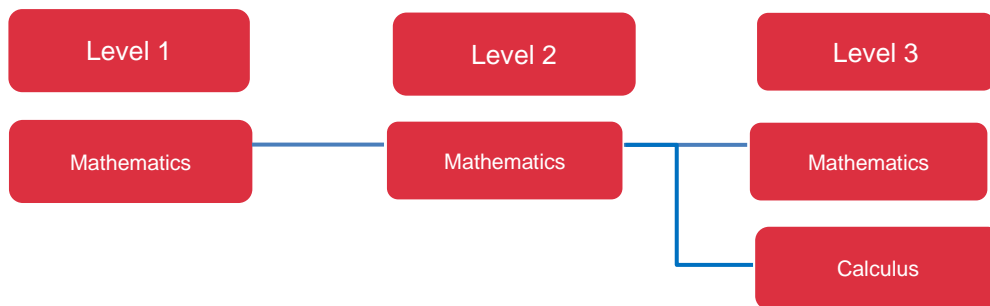 Level 1
Level 2
Level 3
Mathematics
Mathematics
Mathematics
Calculus